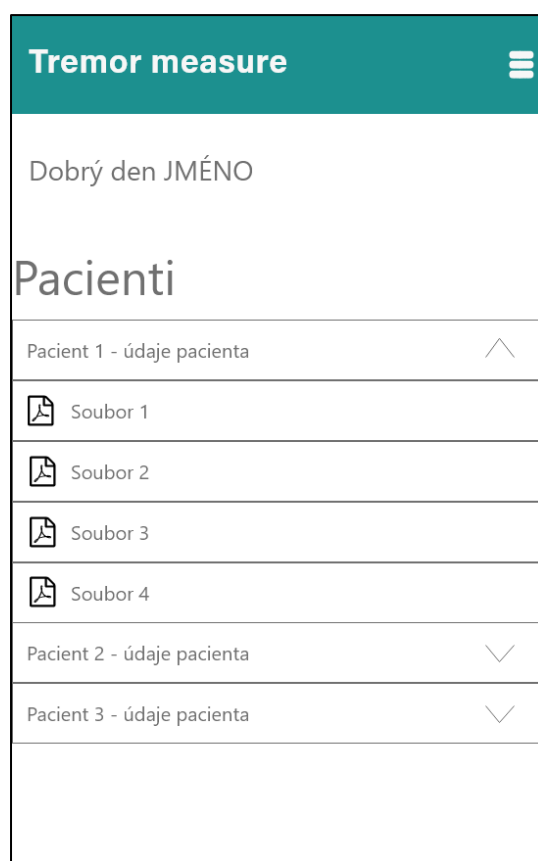 Tremor measure
Dobrý den JMÉNO
Pacienti
Pacient 1 - údaje pacienta
Soubor 1
Soubor 2
Soubor 3
Soubor 4
Pacient 2 - údaje pacienta
Pacient 3 - údaje pacienta